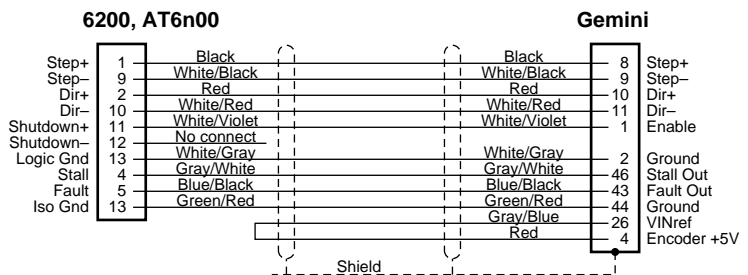 6200, AT6n00 Gemini
Step+ 1 Black Black 8 Step+
Step– 9 White/Black White/Black 9 Step–
Dir+ 2 Red Red 10 Dir+
Dir– 10 White/Red White/Red 11 Dir–
Shutdown+ 11 White/Violet White/Violet 1 Enable
Shutdown– 12 No connect
Logic Gnd 13 White/Gray White/Gray 2 Ground
Stall 4 Gray/White Gray/White 46 Stall Out
Fault 5 Blue/Black Blue/Black 43 Fault Out
Iso Gnd 13 Green/Red Green/Red 44 Ground
Gray/Blue 26 VINref
Red 4 Encoder +5V
Shield